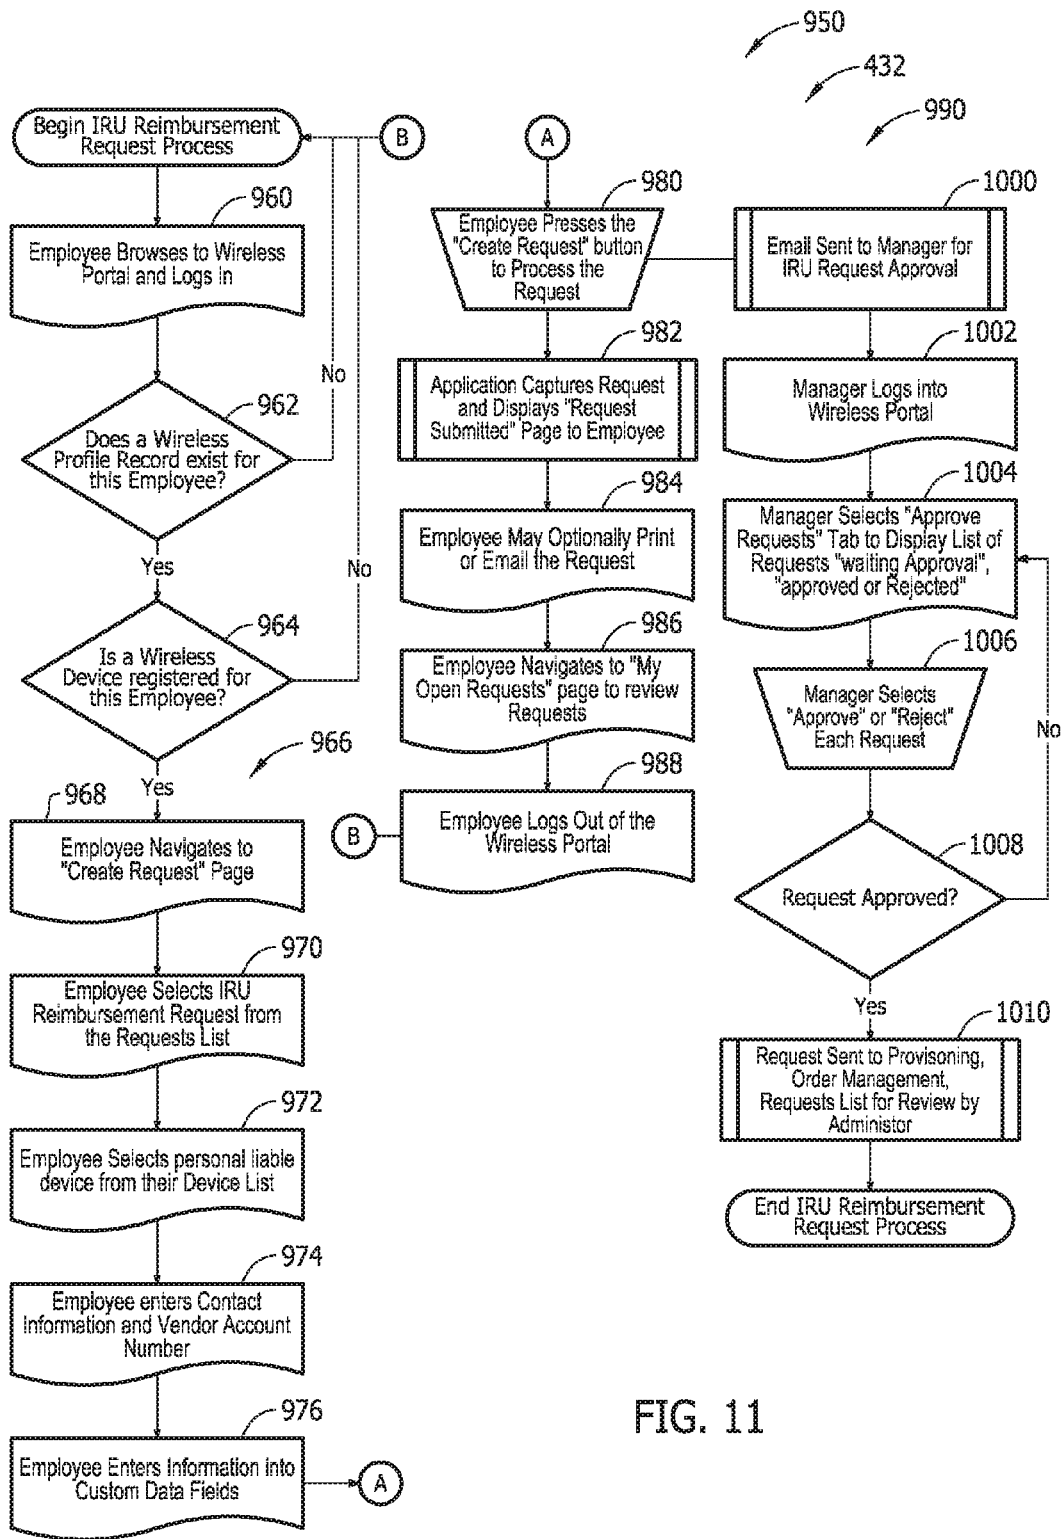 950
432
990
Begin IRU Reimbursement
Request Process
B
960
Employee Browses to Wireless
Portal and Logs In
No
962
Does a Wireless
Profile Record exist for
this Employee?
Yes
No
964
Is a Wireless
Device registered for
this Employee?
966
Yes
968
Employee Navigates to
"Create Request" Page
970
Employee Selects IRU
Reimbursement Request from
the Requests List
972
Employee Selects personal liable
device from their Device List
974
Employee enters Contact
Information and Vendor Account
Number
976
Employee Enters Information into
Custom Data Fields
A
A
980
Employee Presses the
"Create Request" button
to Process the
Request
982
Application Captures Request
and Displays "Request
Submitted" Page to Employee
984
Employee May Optionally Print
or Email the Request
986
Employee Navigates to "My
Open Requests" page to review
Requests
988
Employee Logs Out of the
Wireless Portal
B
1000
Email Sent to Manager for
IRU Request Approval
1002
Manager Logs into
Wireless Portal
1004
Manager Selects "Approve
Requests" Tab to Display List of
Requests "waiting Approval",
"approved or Rejected"
1006
Manager Selects
"Approve" or "Reject"
Each Request
No
1008
Request Approved?
Yes
1010
Request Sent to Provisoning,
Order Management,
Requests List for Review by
Administor
End IRU Reimbursement
Request Process
FIG. 11